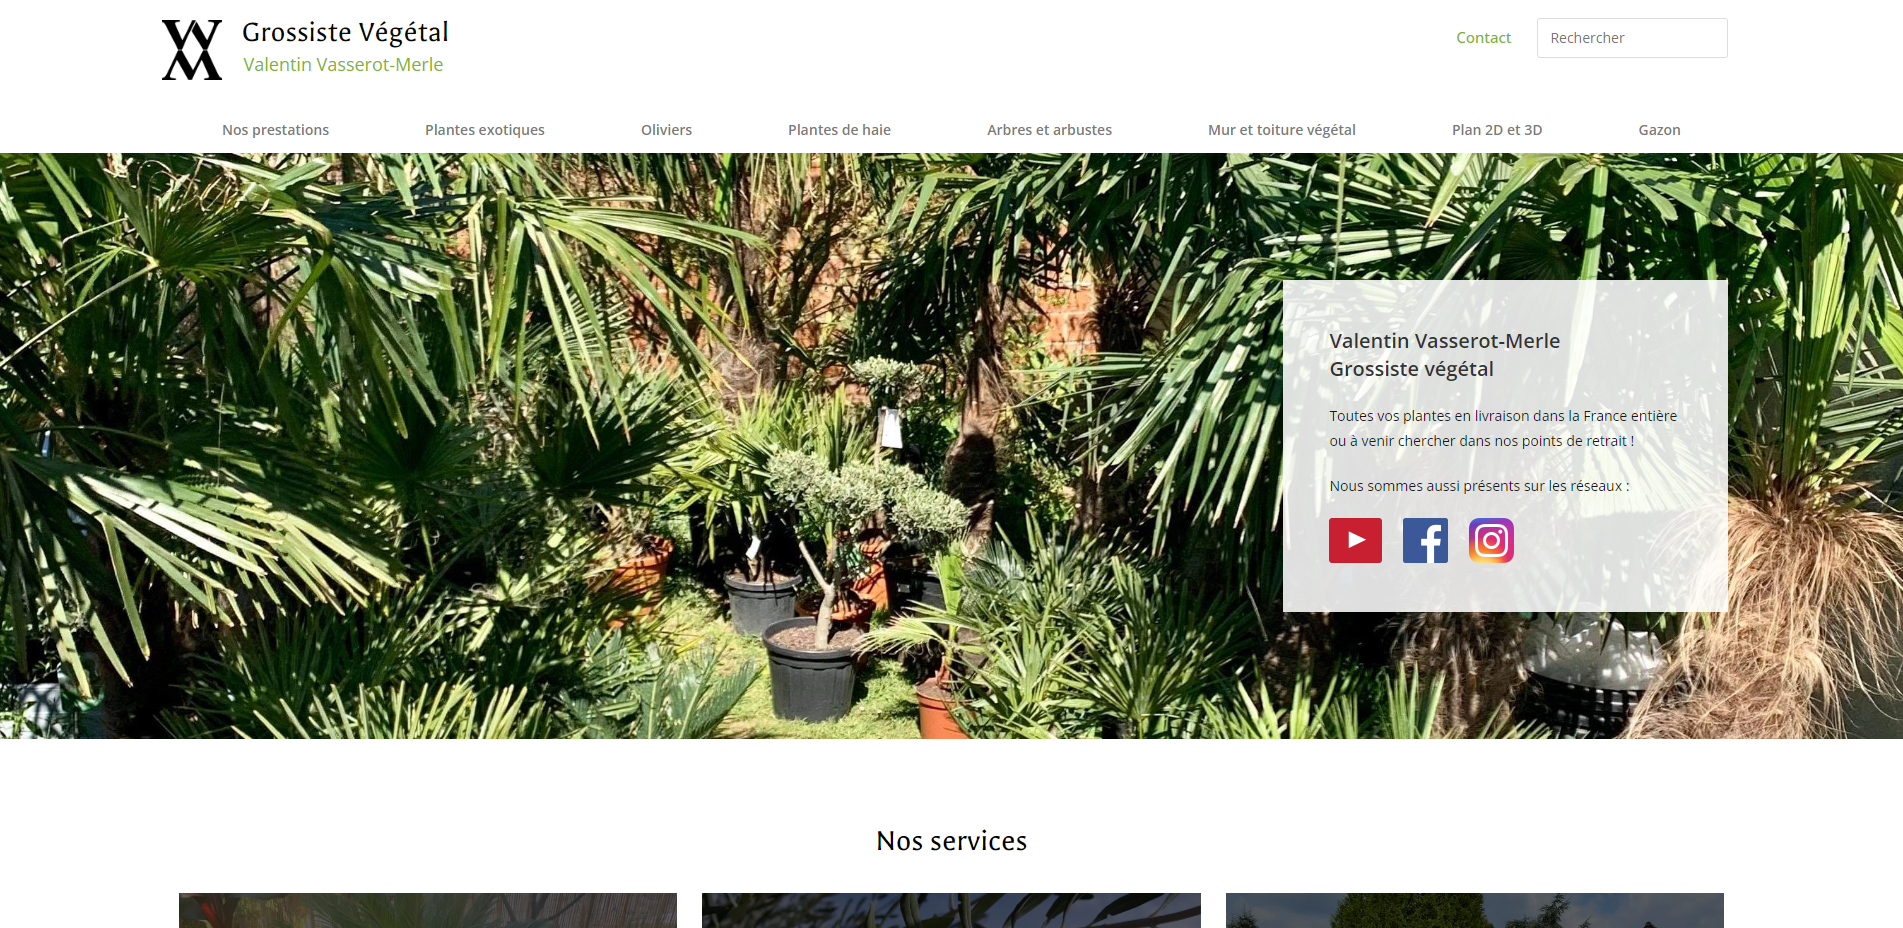 Grossiste Végétal
Valentin Vasserot-Merle
Contact
Rechercher
Nos prestations
Plantes exotiques
Oliviers
Plantes de haie
Arbres et arbustes
Mur et toiture végétal
Plan 2D et 3D
Gazon
Valentin Vasserot-Merle
Grossiste végétal
Toutes vos plantes en livraison dans la France entière
ou à venir chercher dans nos points de retrait !
Nous sommes aussi présents sur les réseaux :
Nos services